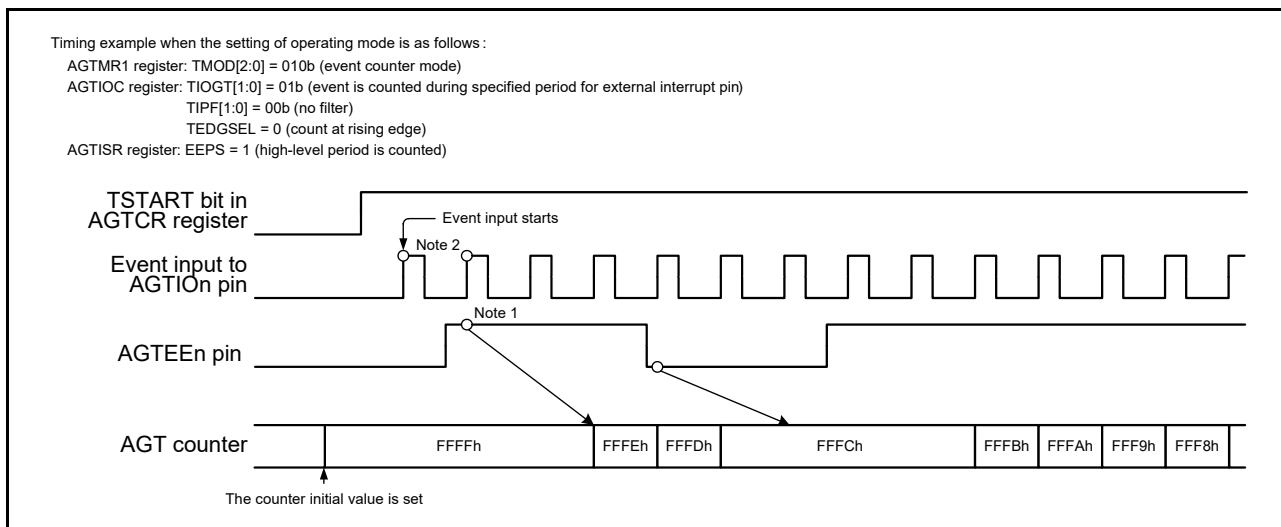 Timing example when the setting of operating mode is as follows :
AGTMR1 register: TMOD[2:0] = 010b (event counter mode)
AGTIOC register: TIOGT[1:0] = 01b (event is counted during specified period for external interrupt pin)
TIPF[1:0] = 00b (no filter)
TEDGSEL = 0 (count at rising edge)
AGTISR register: EEPS = 1 (high-level period is counted)
TSTART bit in
AGTCR register
Event input starts
Note 2
Event input to
AGTIOn pin
Note 1
AGTEEn pin
AGT counter
FFFFh
FFFEh
FFFDh
FFFCh
FFFBh
FFFAh
FFF9h
FFF8h
The counter initial value is set